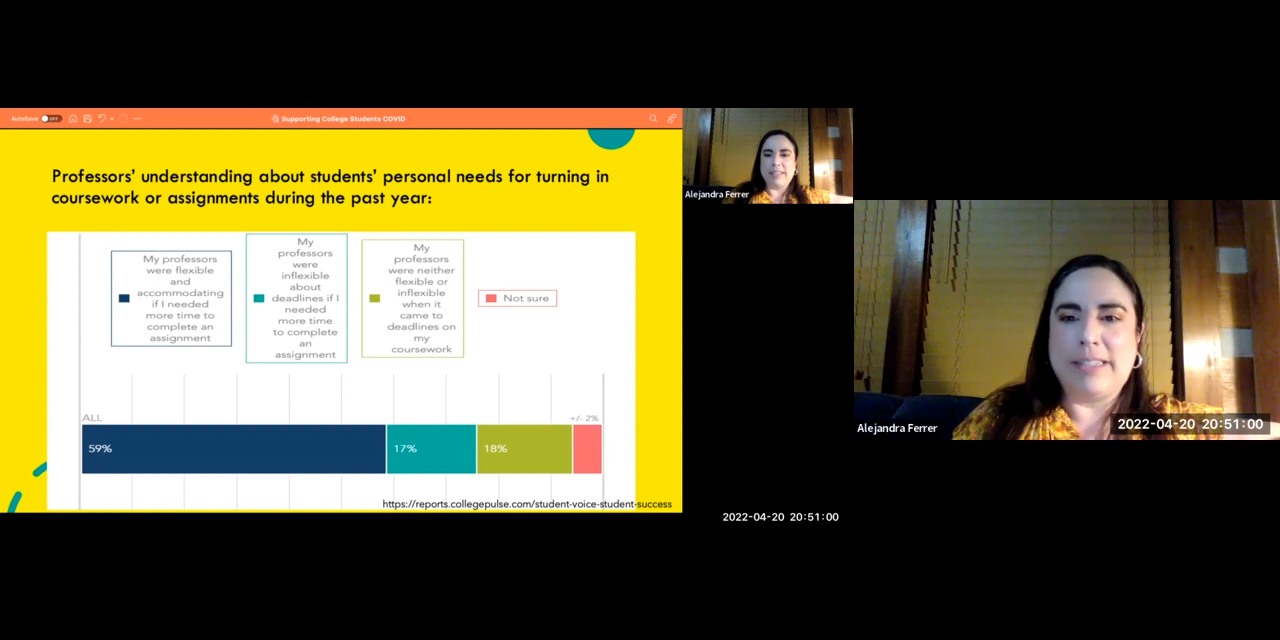 AutoSave OFF
Supporting College Students COVID
Professors' understanding about students' personal needs for turning in
coursework or assignments during the past year:
My professors
were flexible
and
accommodating
if I needed
more time to
complete an
assignment
My
professors
were
inflexible
about
deadlines if I
needed
more time
to complete
an
assignment
My
professors
were neither
flexible or
inflexible
when it
came to
deadlines on
my
coursework
Not sure
ALL
+/- 2%
59%
17%
18%
https://reports.collegepulse.com/student-voice-student-success
Alejandra Ferrer
2022-04-20 20:51:00
Alejandra Ferrer
2022-04-20 20:51:00